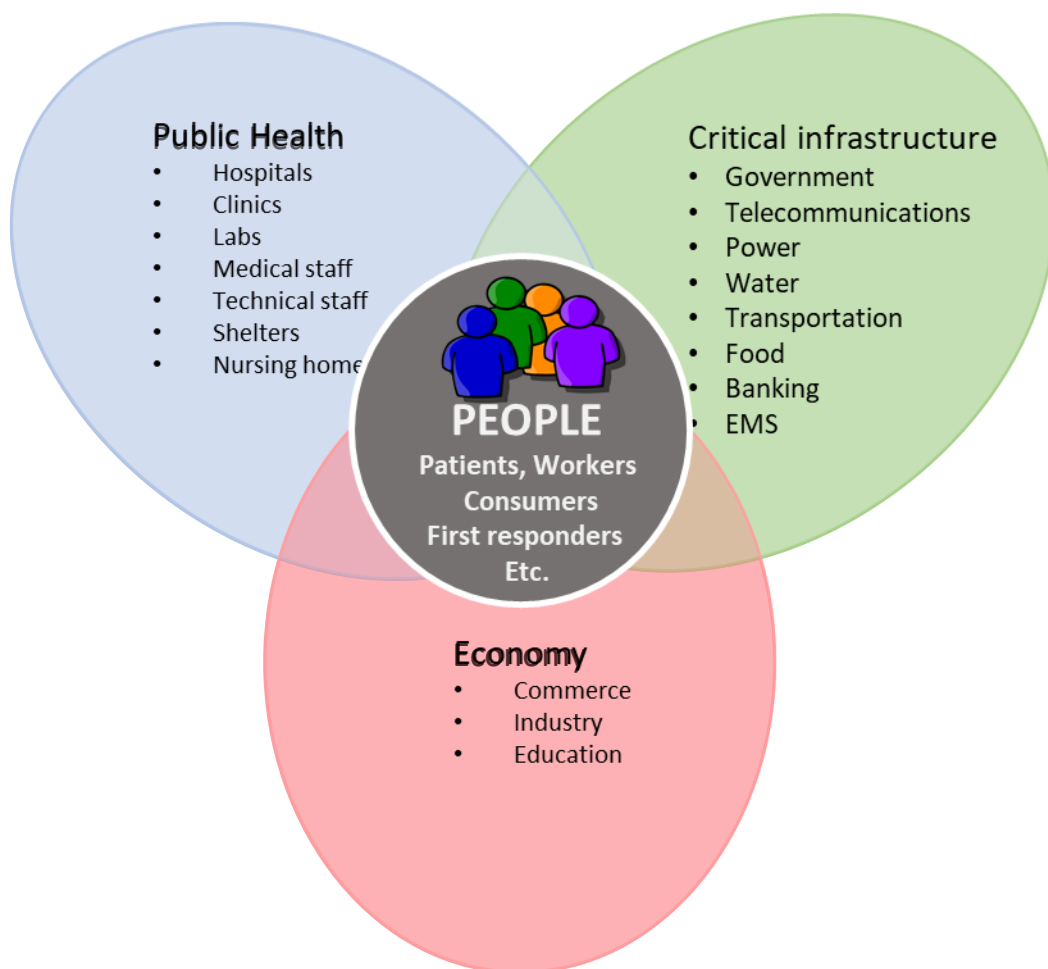 Public Health
• Hospitals
• Clinics
• Labs
• Medical staff
• Technical staff
• Shelters
• Nursing home
Critical infrastructure
• Government
• Telecommunications
• Power
• Water
• Transportation
• Food
• Banking
• EMS
PEOPLE
Patients, Workers
Consumers
First responders
Etc.
Economy
• Commerce
• Industry
• Education